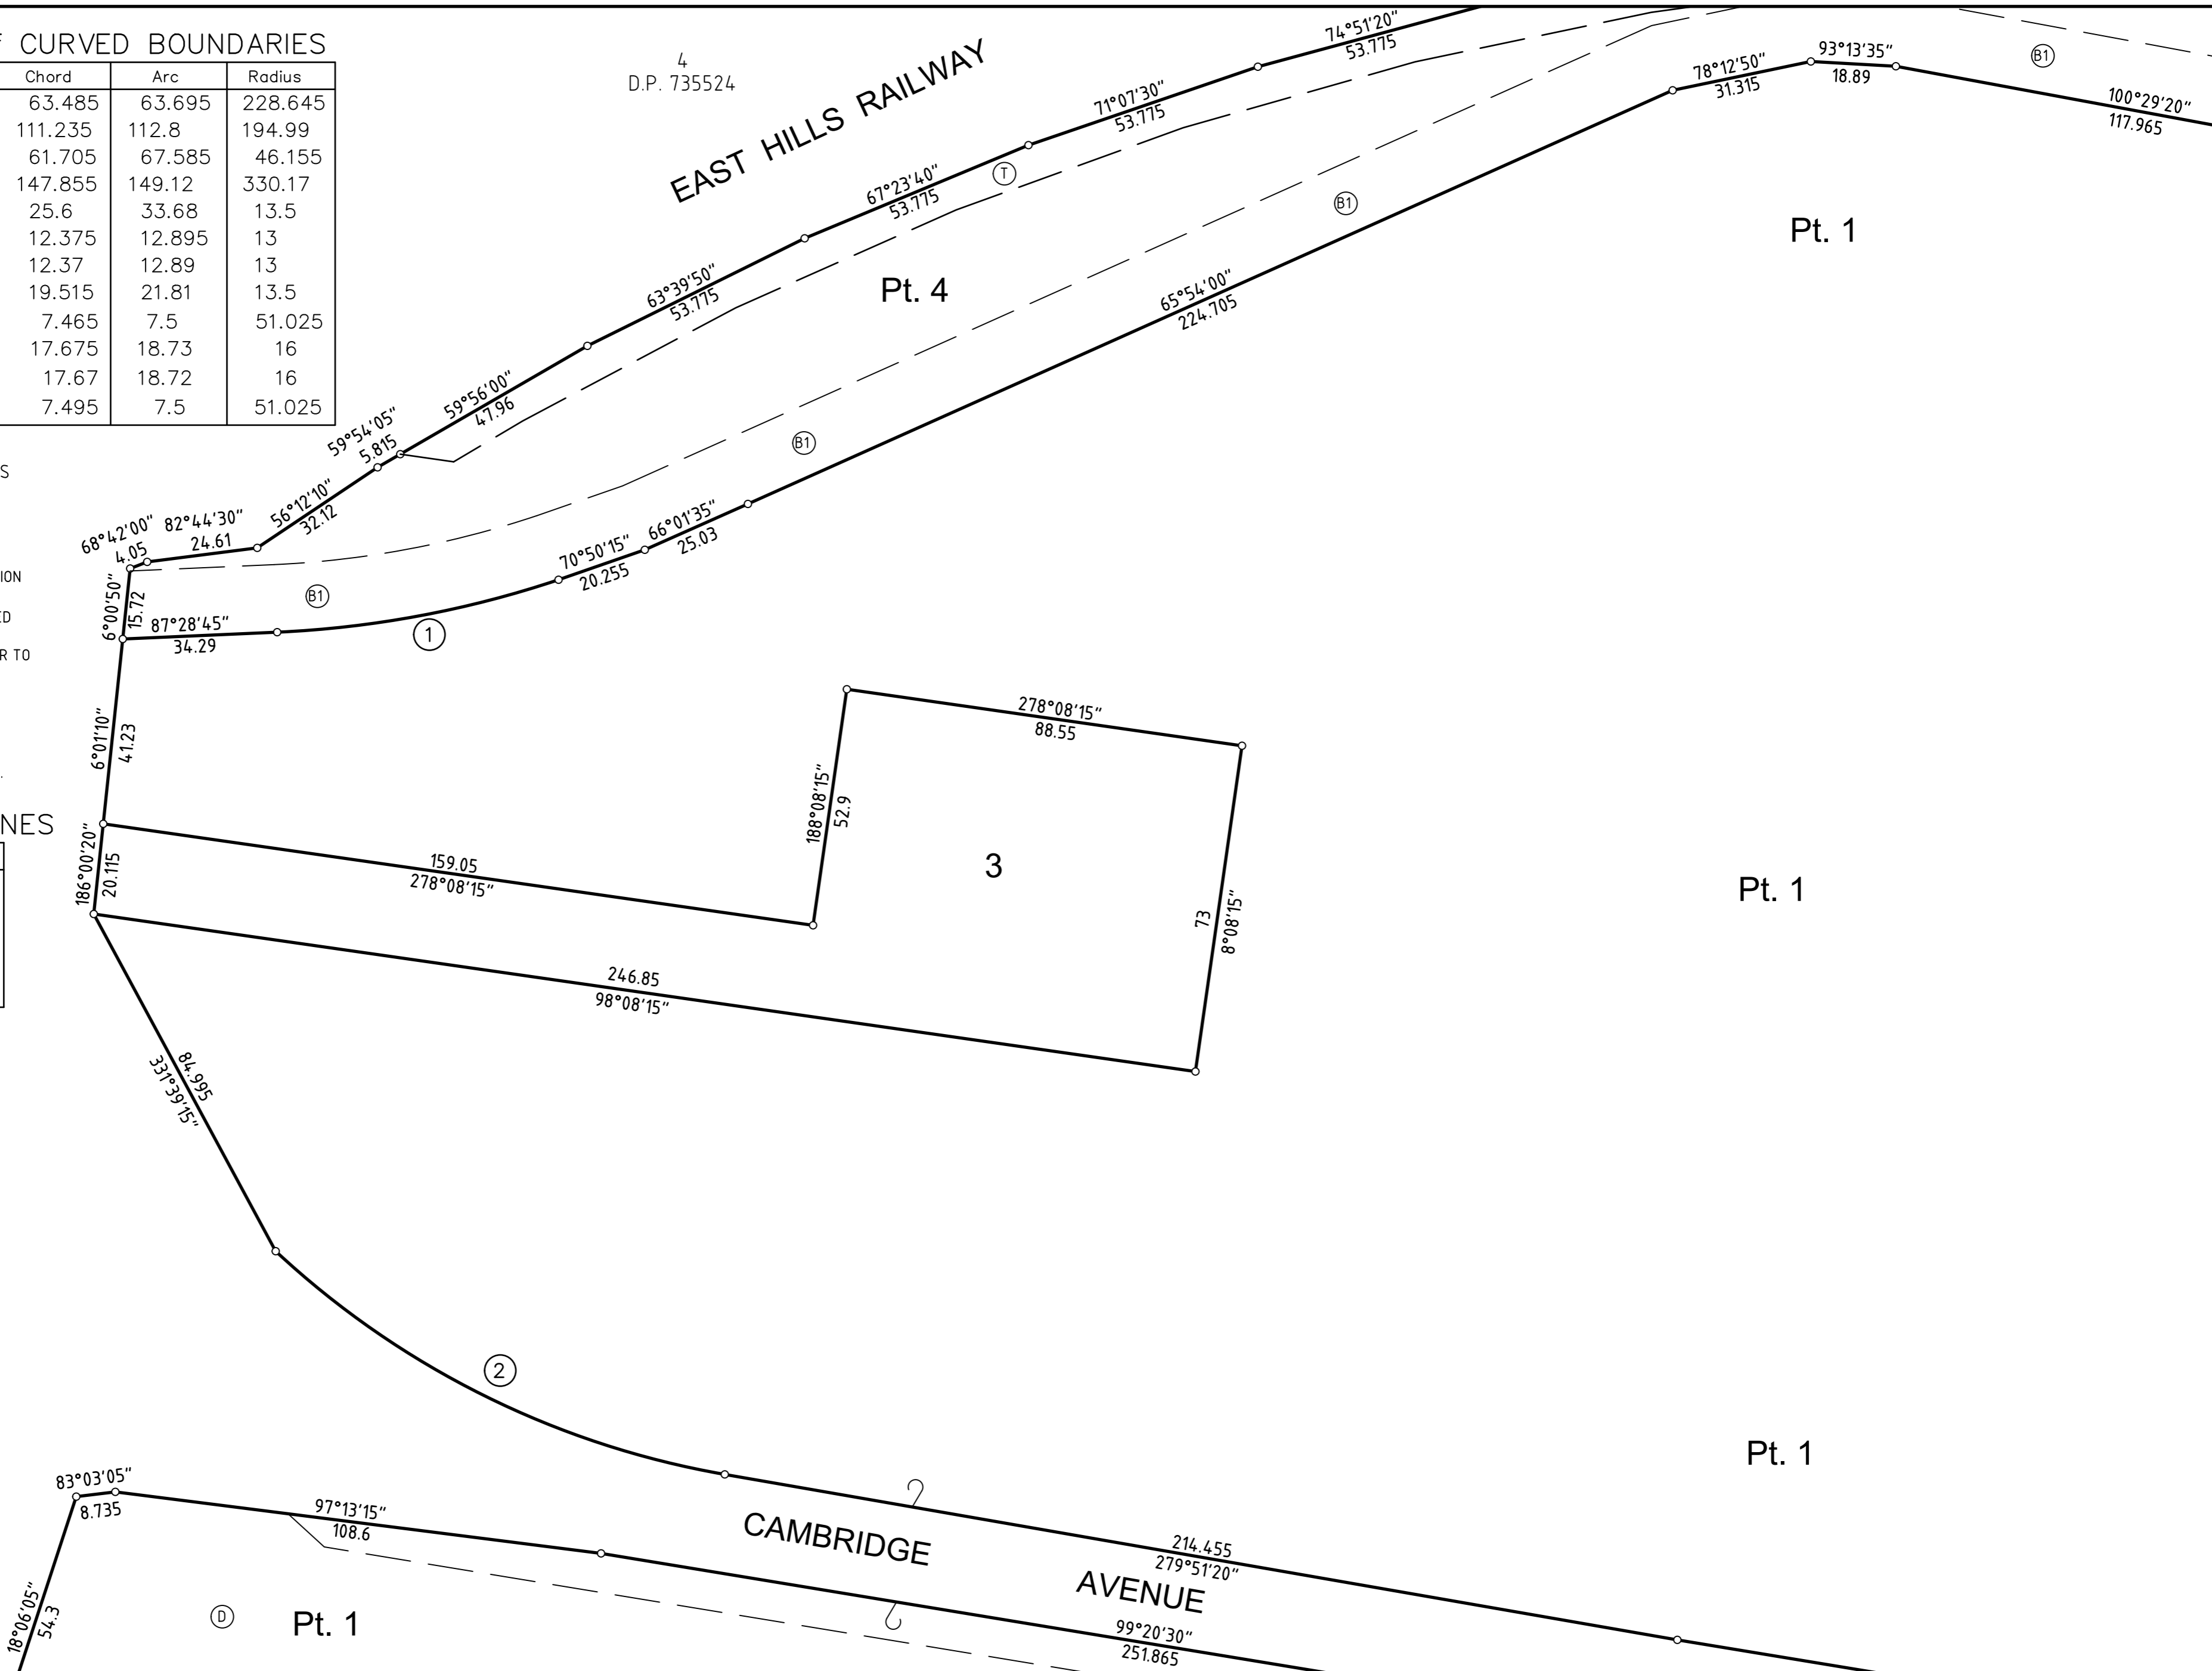 CURVED BOUNDARIES
Chord Arc Radius
63.485 63.695 228.645
111.235 112.8 194.99
61.705 67.585 46.155
147.855 149.12 330.17
25.6 33.68 13.5
12.375 12.895 13
12.37 12.89 13
19.515 21.81 13.5
7.465 7.5 51.025
17.675 18.73 16
17.67 18.72 16
7.495 7.5 51.025
S
ION
ED
R TO
.
NES
4
D.P. 735524
EAST HILLS RAILWAY
74°51'20"
53.775
71°07'30"
53.775
67°23'40"
53.775
63°39'50"
53.775
59°56'00"
47.96
59°54'05"
5.815
56°12'10"
32.12
82°44'30"
24.61
68°42'00"
4.05
6°00'50"
15.72
87°28'45"
34.29
1
70°50'15"
20.255
66°01'35"
25.03
65°54'00"
224.705
78°12'50"
31.315
93°13'35"
18.89
100°29'20"
117.965
T
B1
B1
B1
B1
Pt. 4
Pt. 1
6°01'10"
41.23
186°00'20"
20.115
159.05
278°08'15"
188°08'15"
52.9
278°08'15"
88.55
3
73
8°08'15"
246.85
98°08'15"
Pt. 1
84.995
331°39'15"
2
Pt. 1
83°03'05"
8.735
97°13'15"
108.6
CAMBRIDGE
AVENUE
214.455
279°51'20"
99°20'30"
251.865
18°06'05"
54.3
D
Pt. 1